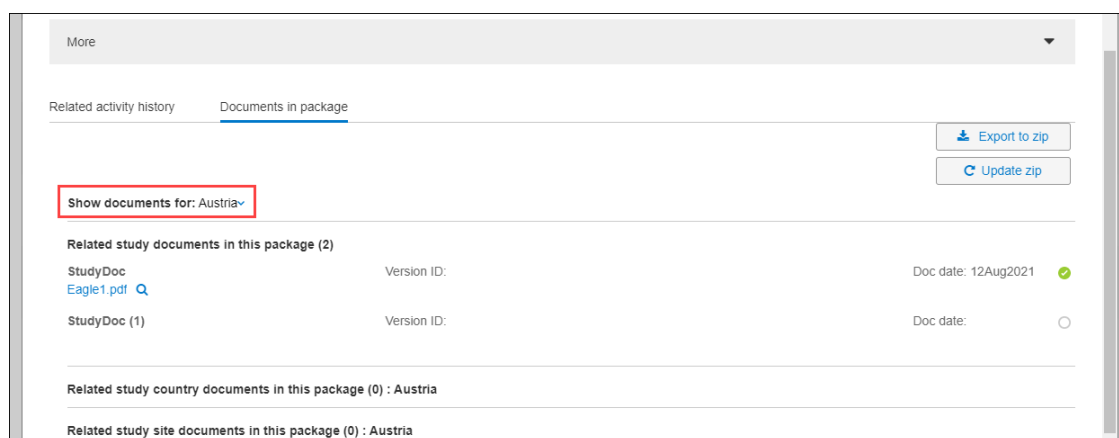 More
Related activity history Documents in package
Export to zip
Update zip
Show documents for: Austria
Related study documents in this package (2)
StudyDoc Version ID: Doc date: 12Aug2021
Eagle1.pdf
StudyDoc (1) Version ID: Doc date:
Related study country documents in this package (0) : Austria
Related study site documents in this package (0) : Austria